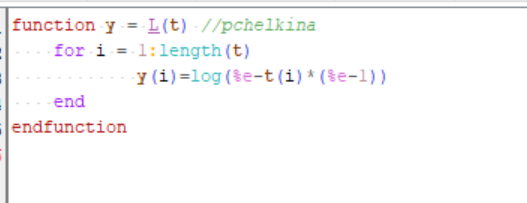 function y = L(t) //pchelkina
for i = 1:length(t)
y(i)=log(%e-t(i)*(%e-1))
end
endfunction